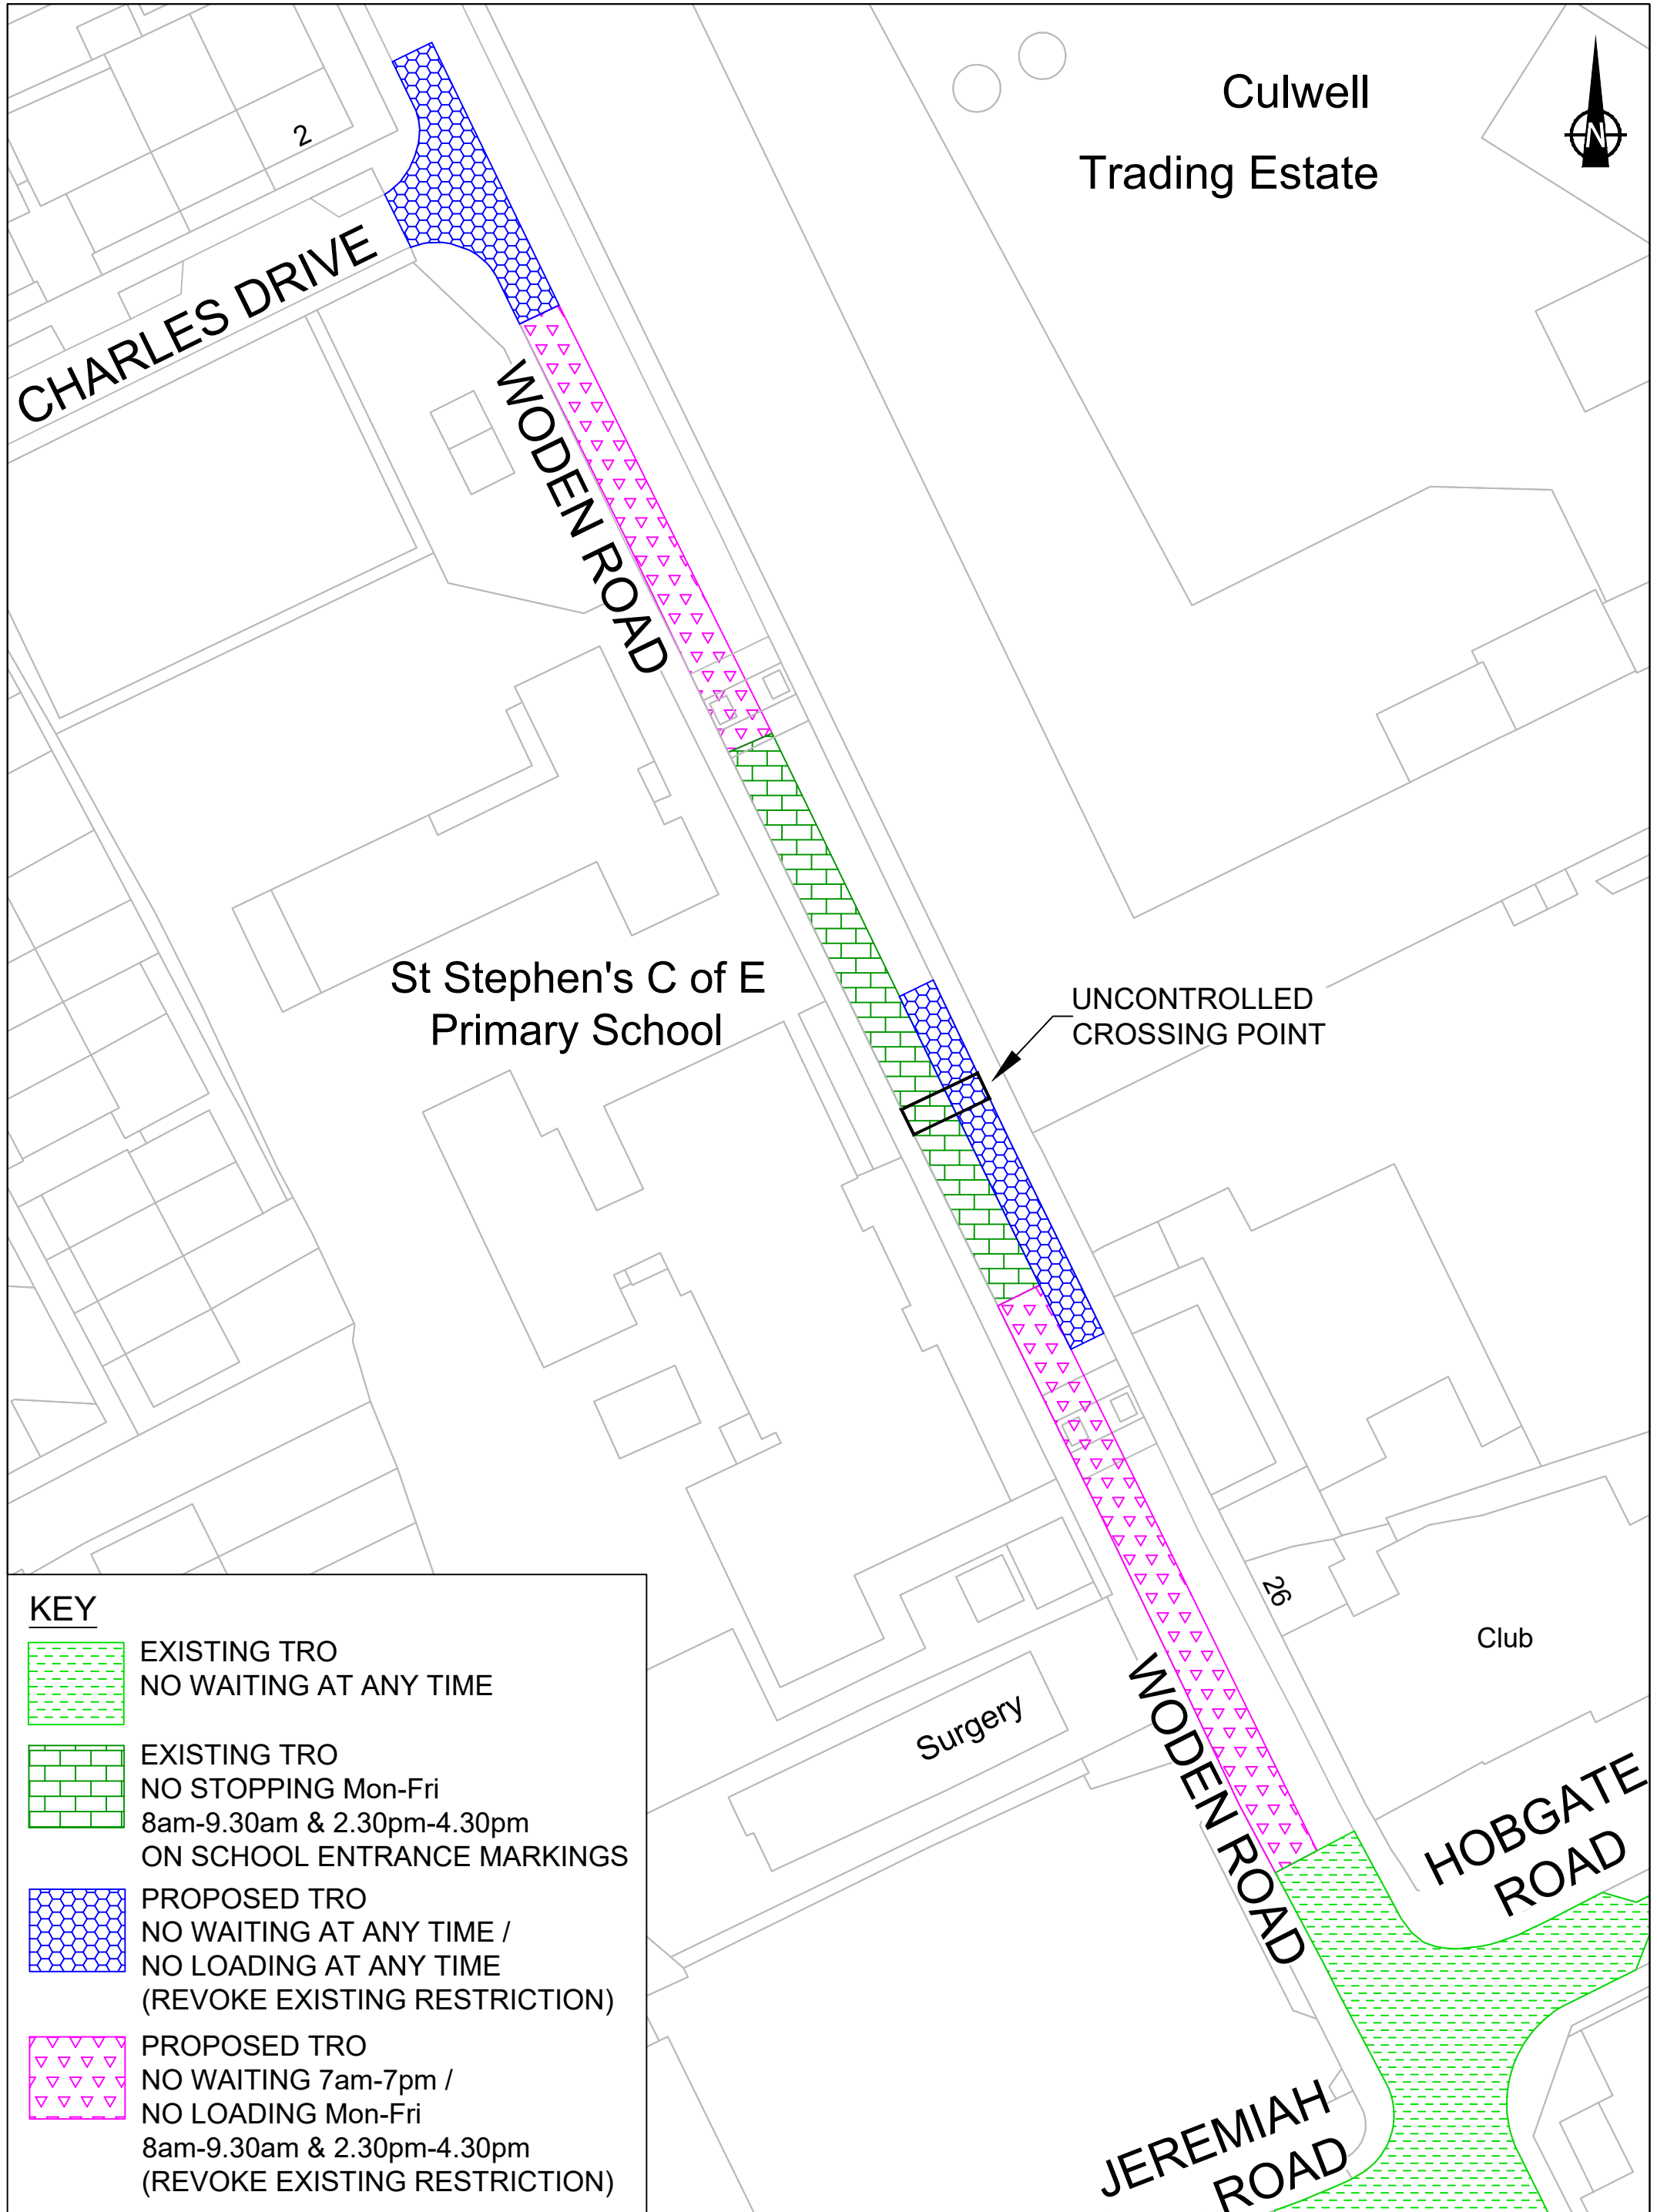 Culwell
Trading Estate
N
2
CHARLES DRIVE
WODEN ROAD
St Stephen's C of E
Primary School
UNCONTROLLED
CROSSING POINT
26
Club
Surgery
WODEN ROAD
HOBGATE
ROAD
JEREMIAH
ROAD
KEY
EXISTING TRO
NO WAITING AT ANY TIME
EXISTING TRO
NO STOPPING Mon-Fri
8am-9.30am & 2.30pm-4.30pm
ON SCHOOL ENTRANCE MARKINGS
PROPOSED TRO
NO WAITING AT ANY TIME /
NO LOADING AT ANY TIME
(REVOKE EXISTING RESTRICTION)
PROPOSED TRO
NO WAITING 7am-7pm /
NO LOADING Mon-Fri
8am-9.30am & 2.30pm-4.30pm
(REVOKE EXISTING RESTRICTION)